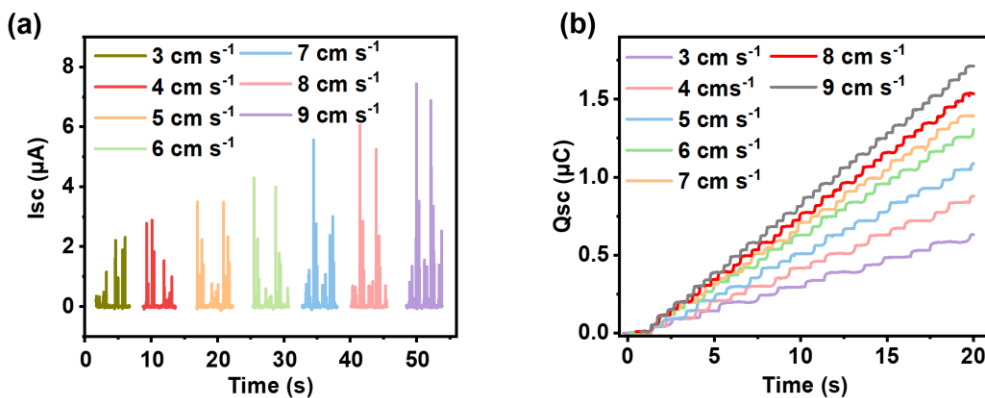 (a)
3 cm s⁻¹
4 cm s⁻¹
5 cm s⁻¹
6 cm s⁻¹
7 cm s⁻¹
8 cm s⁻¹
9 cm s⁻¹
Isc (μA)
8
6
4
2
0
0 10 20 30 40 50
Time (s)
(b)
3 cm s⁻¹
4 cms⁻¹
5 cm s⁻¹
6 cm s⁻¹
7 cm s⁻¹
8 cm s⁻¹
9 cm s⁻¹
Qsc (μC)
1.5
1.0
0.5
0.0
0 5 10 15 20
Time (s)